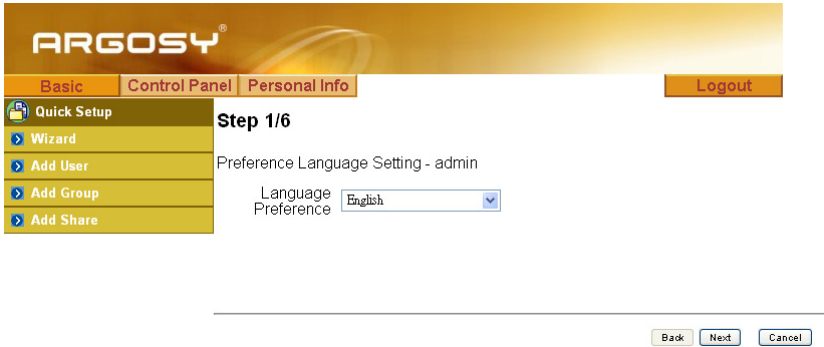 ARGOSY®
Basic Control Panel Personal Info Logout
Quick Setup
Wizard
Add User
Add Group
Add Share
Step 1/6
Preference Language Setting - admin
Language Preference English
Back Next Cancel